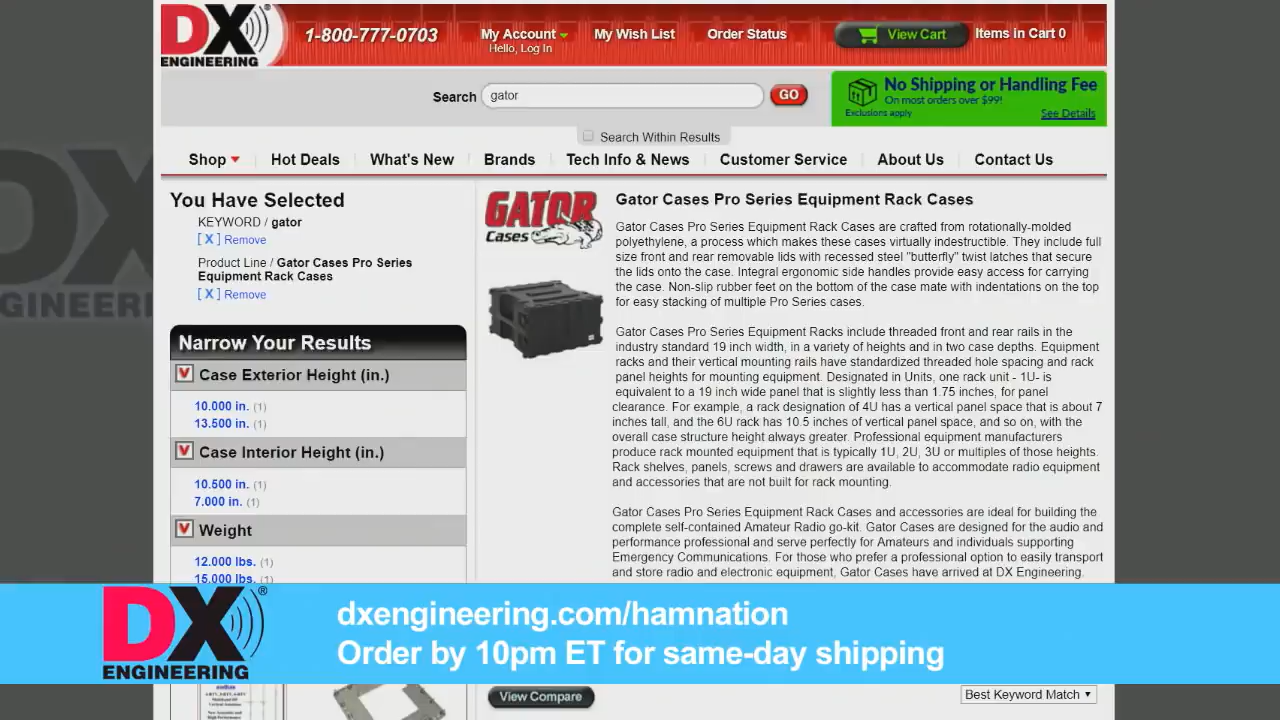 DX
ENGINEERING
1-800-777-0703
My Account
Hello, Log In
My Wish List
Order Status
View Cart
Items in Cart 0
Search
gator
GO
No Shipping or Handling Fee
On most orders over $99!
Exclusions apply
See Details
Search Within Results
Shop
Hot Deals
What's New
Brands
Tech Info & News
Customer Service
About Us
Contact Us
DX
ENGINEERING
You Have Selected
KEYWORD / gator
[ X ] Remove
Product Line / Gator Cases Pro Series
Equipment Rack Cases
[ X ] Remove
Narrow Your Results
Case Exterior Height (in.)
10.000 in. (1)
13.500 in. (1)
Case Interior Height (in.)
10.500 in. (1)
7.000 in. (1)
Weight
12.000 lbs. (1)
15.000 lbs. (1)
GATOR
Cases
Gator Cases Pro Series Equipment Rack Cases
Gator Cases Pro Series Equipment Rack Cases are crafted from rotationally-molded
polyethylene, a process which makes these cases virtually indestructible. They include full
size front and rear removable lids with recessed steel "butterfly" twist latches that secure
the lids onto the case. Integral ergonomic side handles provide easy access for carrying
the case. Non-slip rubber feet on the bottom of the case mate with indentations on the top
for easy stacking of multiple Pro Series cases.
Gator Cases Pro Series Equipment Racks include threaded front and rear rails in the
industry standard 19 inch width, in a variety of heights and in two case depths. Equipment
racks and their vertical mounting rails have standardized threaded hole spacing and rack
panel heights for mounting equipment. Designated in Units, one rack unit - 1U- is
equivalent to a 19 inch wide panel that is slightly less than 1.75 inches, for panel
clearance. For example, a rack designation of 4U has a vertical panel space that is about 7
inches tall, and the 6U rack has 10.5 inches of vertical panel space, and so on, with the
overall case structure height always greater. Professional equipment manufacturers
produce rack mounted equipment that is typically 1U, 2U, 3U or multiples of those heights.
Rack shelves, panels, screws and drawers are available to accommodate radio equipment
and accessories that are not built for rack mounting.
Gator Cases Pro Series Equipment Rack Cases and accessories are ideal for building the
complete self-contained Amateur Radio go-kit. Gator Cases are designed for the audio and
performance professional and serve perfectly for Amateurs and individuals supporting
Emergency Communications. For those who prefer a professional option to easily transport
and store radio and electronic equipment, Gator Cases have arrived at DX Engineering.
DX
ENGINEERING
dxengineering.com/hamnation
Order by 10pm ET for same-day shipping
View Compare
Best Keyword Match